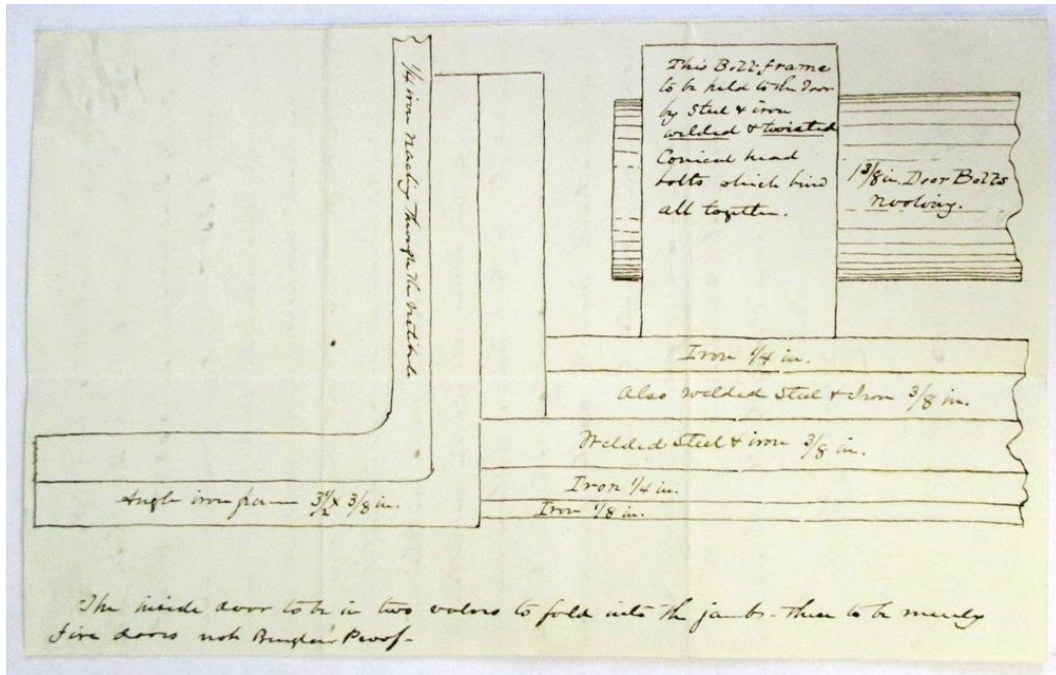 This Bolt-frame
to be held to the Door
by Steel & iron
welded & twisted
Conical head
bolts which bind
all together.
1 3/8 in. Door Bolts
revolving.
1/4 iron reaching through the vestibule
Iron 1/4 in.
Also welded Steel & Iron 3/8 in.
Welded Steel & iron 3/8 in.
Iron 1/4 in.
Iron 1/8 in.
Angle iron frame 3 1/2 x 3/8 in.
The inside door to be in two valves to fold into the jambs - these to be merely
Fire doors not Burglar Proof-